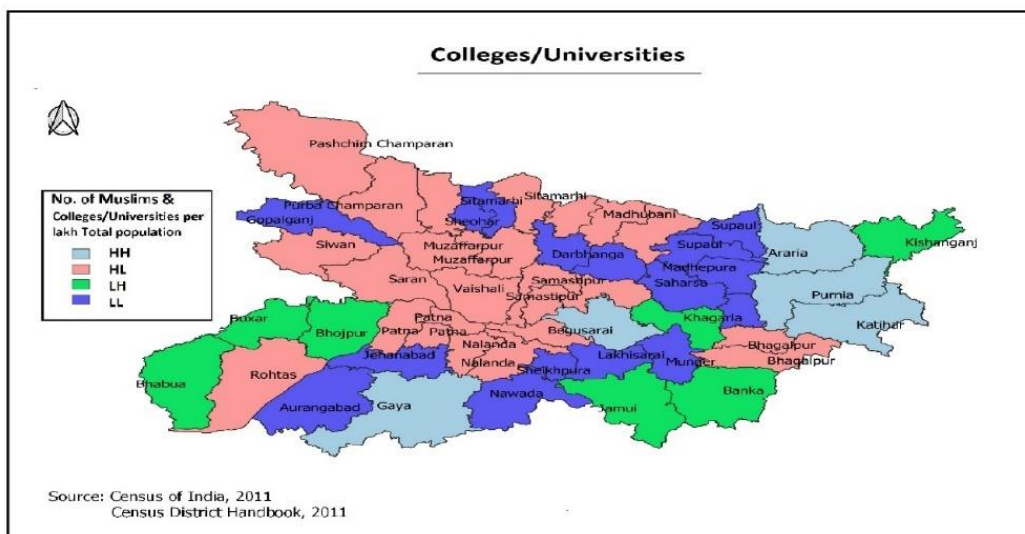 Colleges/Universities
Pashchim Champaran
Sitamarhi
Sitamarhi
Purba Champaran
Gopalganj
Sheohar
Madhubani
Supaul
Siwan
Muzaffarpur
Muzaffarpur
Darbhanga
Supaul
Araria
Kishanganj
Madhepura
Saran
Vaishali
Samastipur
Samastipur
Saharsa
Purnia
Buxar
Bhojpur
Patna
Patna
Patna
Begusarai
Khagaria
Katihar
Nalanda
Nalanda
Jehanabad
Sheikhpura
Lakhisarai
Munger
Bhagalpur
Bhagalpur
Bhabua
Rohtas
Aurangabad
Gaya
Nawada
Jamui
Banka
No. of Muslims &
Colleges/Universities per
lakh Total population
HH
HL
LH
LL
Source: Census of India, 2011
Census District Handbook, 2011